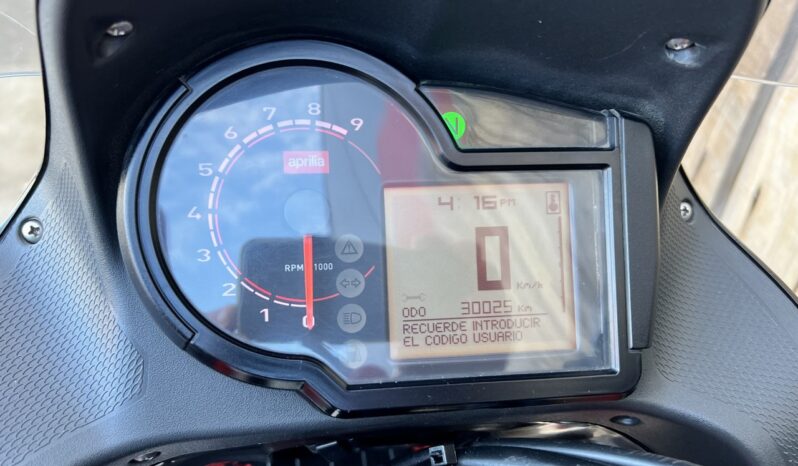 9
8
7
6
5
4
3
2
1
0
aprilia
RPM 1000
N
4:16 PM
0
Km/h
ODO 30025 Km
RECUERDE INTRODUCIR
EL CODIGO USUARIO